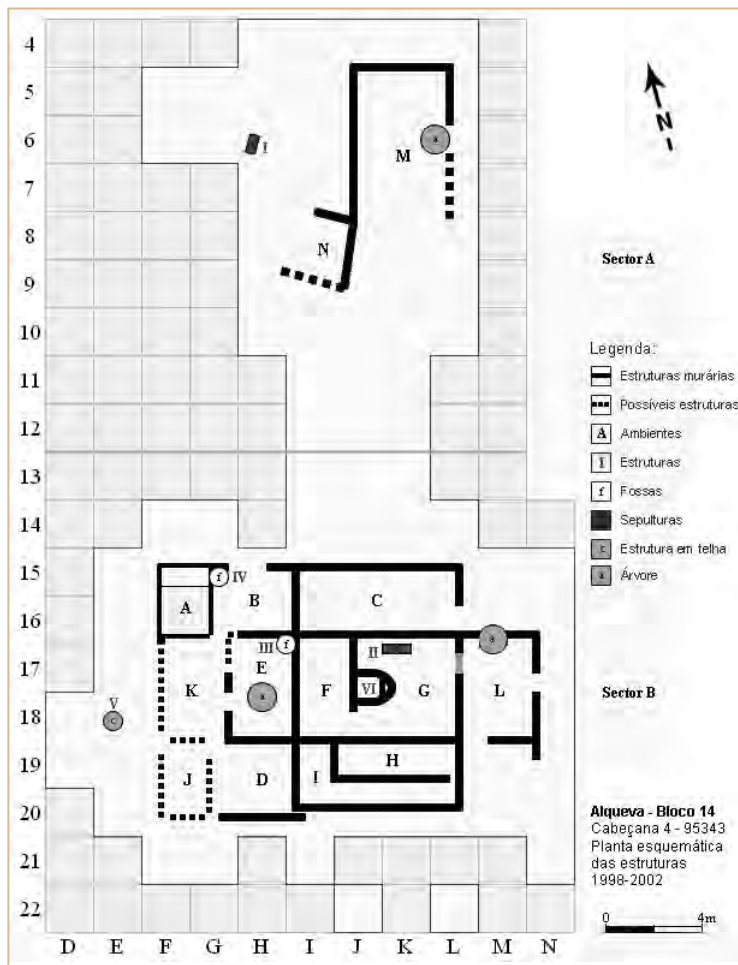 4
5
6
7
8
9
10
11
12
13
14
15
16
17
18
19
20
21
22
D E F G H I J K L M N
I
a
M
N
N
Sector A
Legenda:
Estruturas murárias
Possíveis estruturas
A Ambientes
I Estruturas
f Fossas
Sepulturas
c Estrutura em telha
a Árvore
f IV
A
B
C
III f
II
a
E
K
F
VI
G
L
a
V
c
J
D
I
H
Sector B
Alqueva - Bloco 14
Cabeçana 4 - 95343
Planta esquemática
das estruturas
1998-2002
0 4m